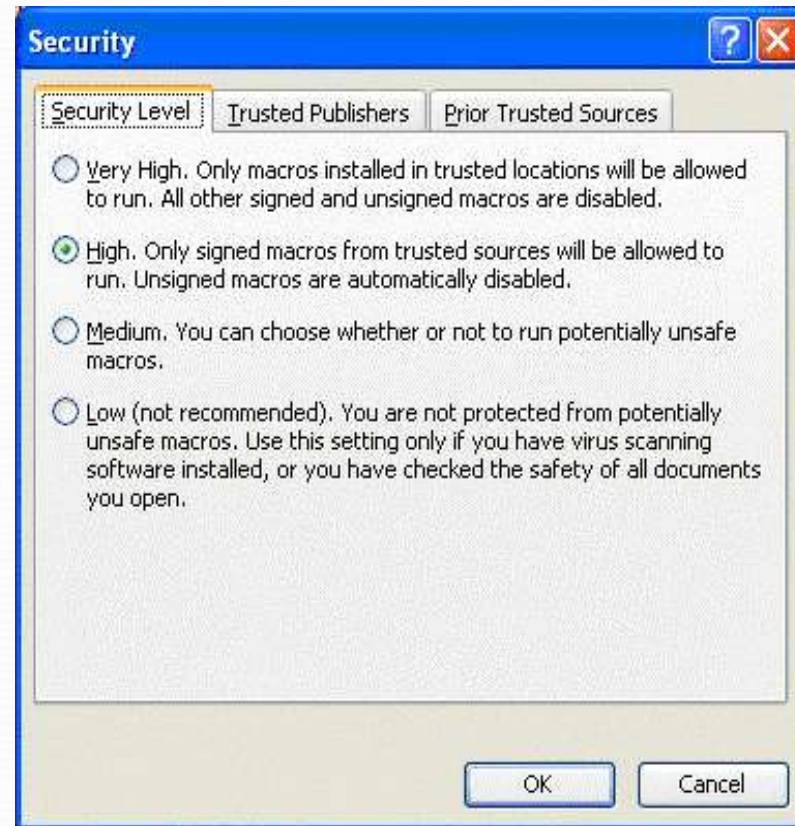 Security
?
Security Level Trusted Publishers Prior Trusted Sources
Very High. Only macros installed in trusted locations will be allowed
to run. All other signed and unsigned macros are disabled.
High. Only signed macros from trusted sources will be allowed to
run. Unsigned macros are automatically disabled.
Medium. You can choose whether or not to run potentially unsafe
macros.
Low (not recommended). You are not protected from potentially
unsafe macros. Use this setting only if you have virus scanning
software installed, or you have checked the safety of all documents
you open.
OK Cancel